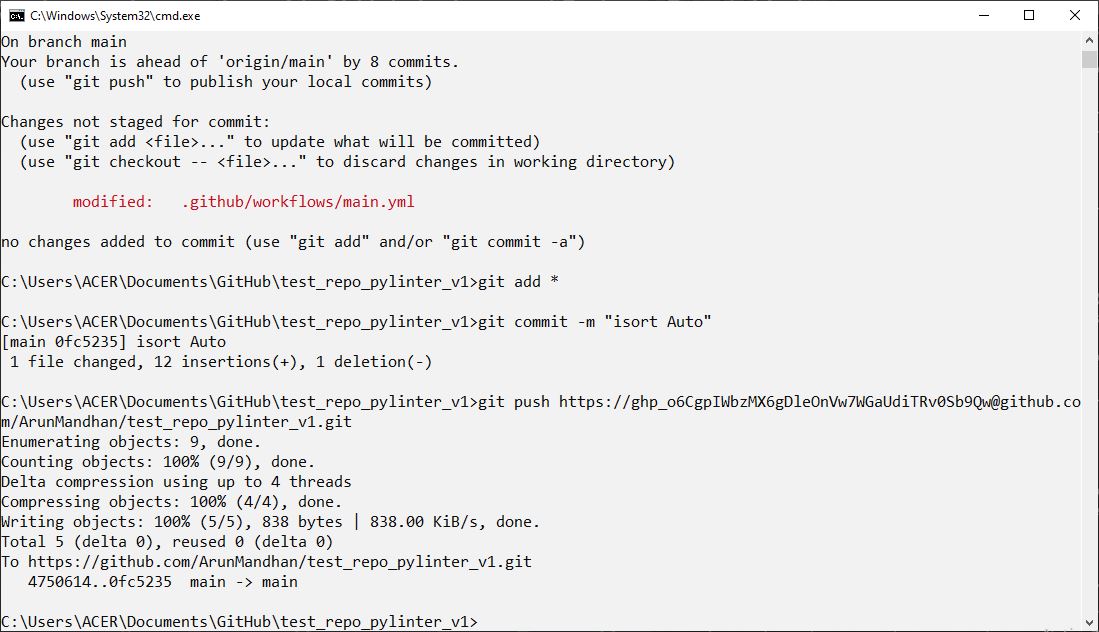 C:\Windows\System32\cmd.exe
On branch main
Your branch is ahead of 'origin/main' by 8 commits.
  (use "git push" to publish your local commits)
Changes not staged for commit:
  (use "git add <file>..." to update what will be committed)
  (use "git checkout -- <file>..." to discard changes in working directory)
        modified:   .github/workflows/main.yml
no changes added to commit (use "git add" and/or "git commit -a")
C:\Users\ACER\Documents\GitHub\test_repo_pylinter_v1>git add *
C:\Users\ACER\Documents\GitHub\test_repo_pylinter_v1>git commit -m "isort Auto"
[main 0fc5235] isort Auto
 1 file changed, 12 insertions(+), 1 deletion(-)
C:\Users\ACER\Documents\GitHub\test_repo_pylinter_v1>git push https://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@github.co
m/ArunMandhan/test_repo_pylinter_v1.git
Enumerating objects: 9, done.
Counting objects: 100% (9/9), done.
Delta compression using up to 4 threads
Compressing objects: 100% (4/4), done.
Writing objects: 100% (5/5), 838 bytes | 838.00 KiB/s, done.
Total 5 (delta 0), reused 0 (delta 0)
To https://github.com/ArunMandhan/test_repo_pylinter_v1.git
   4750614..0fc5235  main -> main
C:\Users\ACER\Documents\GitHub\test_repo_pylinter_v1>